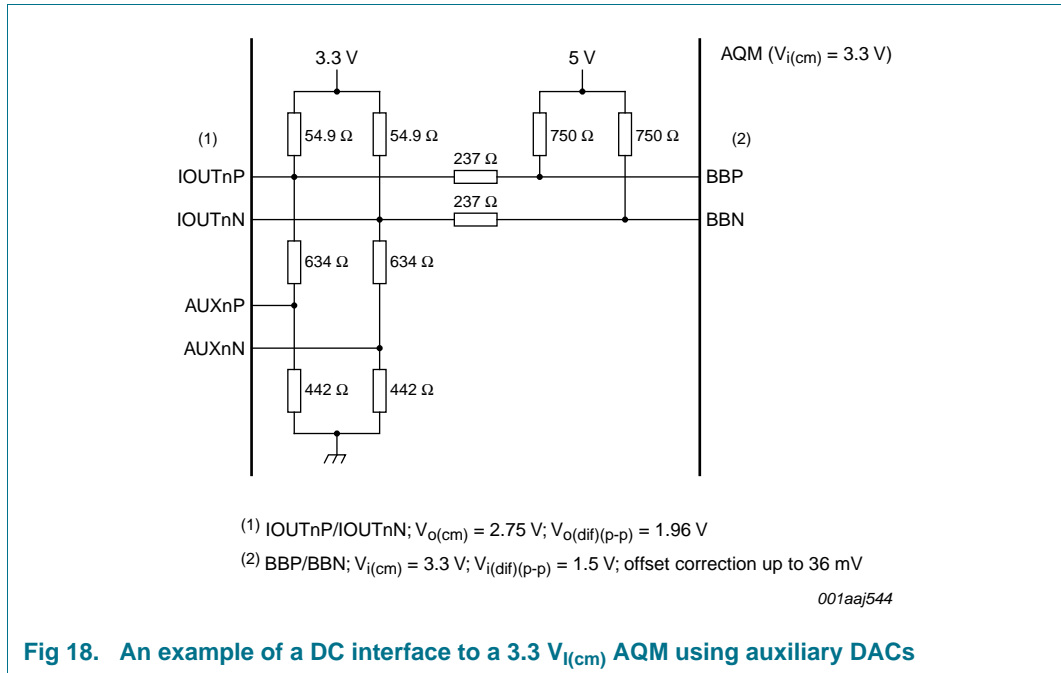 3.3 V
5 V
AQM (Vi(cm) = 3.3 V)
(1)
54.9 Ω
54.9 Ω
750 Ω
750 Ω
(2)
237 Ω
IOUTnP
BBP
237 Ω
IOUTnN
BBN
634 Ω
634 Ω
AUXnP
AUXnN
442 Ω
442 Ω
(1) IOUTnP/IOUTnN; Vo(cm) = 2.75 V; Vo(dif)(p-p) = 1.96 V
(2) BBP/BBN; Vi(cm) = 3.3 V; Vi(dif)(p-p) = 1.5 V; offset correction up to 36 mV
001aaj544
Fig 18. An example of a DC interface to a 3.3 VI(cm) AQM using auxiliary DACs